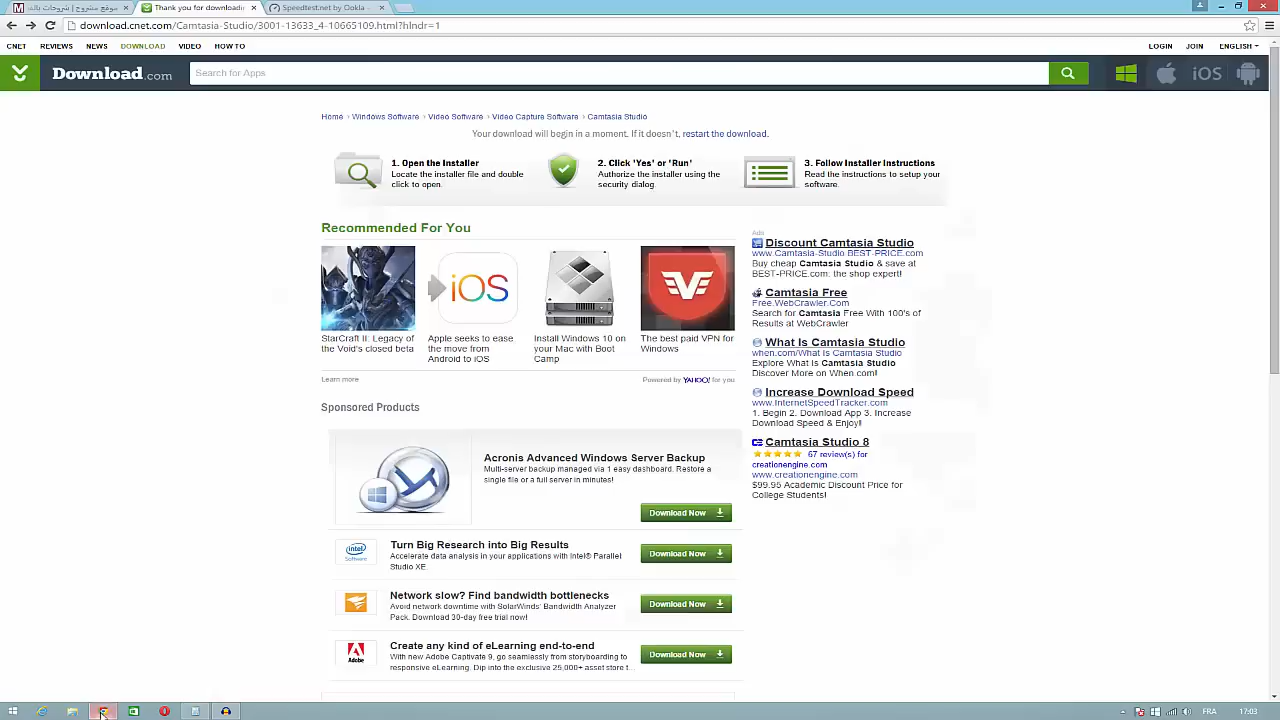 موقع مشروح | شروحات بالف
Thank you for downloadin
Speedtest.net by Ookla -
download.cnet.com/Camtasia-Studio/3001-13633_4-10665109.html?hlndr=1
CNET REVIEWS NEWS DOWNLOAD VIDEO HOW TO LOGIN JOIN ENGLISH
Download.com Search for Apps iOS
Home › Windows Software › Video Software › Video Capture Software › Camtasia Studio
Your download will begin in a moment. If it doesn't, restart the download.
1. Open the Installer
Locate the installer file and double
click to open.
2. Click 'Yes' or 'Run'
Authorize the installer using the
security dialog.
3. Follow Installer Instructions
Read the instructions to setup your
software.
Recommended For You
iOS
StarCraft II: Legacy of
the Void's closed beta
Apple seeks to ease
the move from
Android to iOS
Install Windows 10 on
your Mac with Boot
Camp
The best paid VPN for
Windows
Learn more
Powered by YAHOO! for you
Ads
Discount Camtasia Studio
www.Camtasia-Studio.BEST-PRICE.com
Buy cheap Camtasia Studio & save at
BEST-PRICE.com: the shop expert!
Camtasia Free
Free.WebCrawler.Com
Search for Camtasia Free With 100's of
Results at WebCrawler
What Is Camtasia Studio
when.com/What Is Camtasia Studio
Explore What Is Camtasia Studio
Discover More on When.com!
Increase Download Speed
www.InternetSpeedTracker.com
1. Begin 2. Download App 3. Increase
Download Speed & Enjoy!
Camtasia Studio 8
67 review(s) for
creationengine.com
www.creationengine.com
$99.95 Academic Discount Price for
College Students!
Sponsored Products
Acronis Advanced Windows Server Backup
Multi-server backup managed via 1 easy dashboard. Restore a
single file or a full server in minutes!
Download Now
intel
Software
Turn Big Research into Big Results
Accelerate data analysis in your applications with Intel® Parallel
Studio XE.
Download Now
Network slow? Find bandwidth bottlenecks
Avoid network downtime with SolarWinds' Bandwidth Analyzer
Pack. Download 30-day free trial now!
Download Now
Adobe
Create any kind of eLearning end-to-end
With new Adobe Captivate 9, go seamlessly from storyboarding to
responsive eLearning. Dip into the exclusive 25,000+ asset store t...
Download Now
FRA 17:03